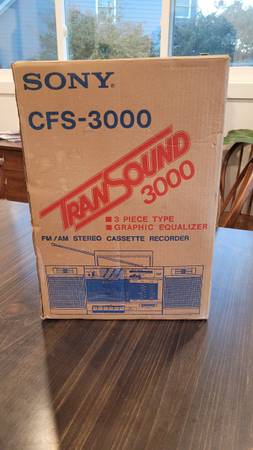 SONY®
CFS-3000
TRANSOUND
3000
■ 3 PIECE TYPE
■ GRAPHIC EQUALIZER
FM/AM STEREO CASSETTE RECORDER